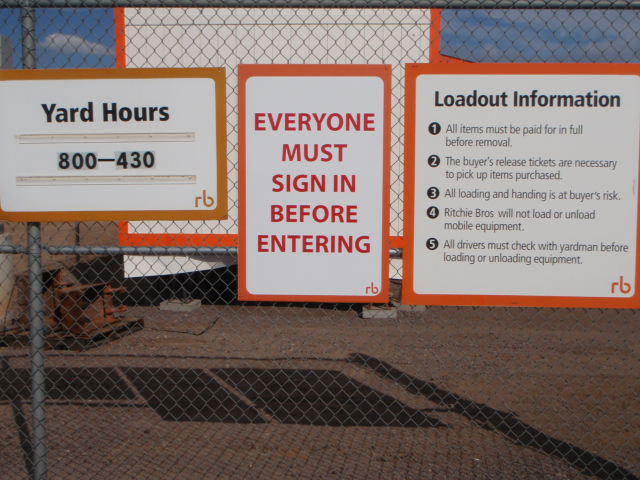 Yard Hours
800—430
rb
EVERYONE
MUST
SIGN IN
BEFORE
ENTERING
rb
Loadout Information
1 All items must be paid for in full
before removal.
2 The buyer's release tickets are necessary
to pick up items purchased.
3 All loading and handing is at buyer's risk.
4 Ritchie Bros will not load or unload
mobile equipment.
5 All drivers must check with yardman before
loading or unloading equipment.
rb